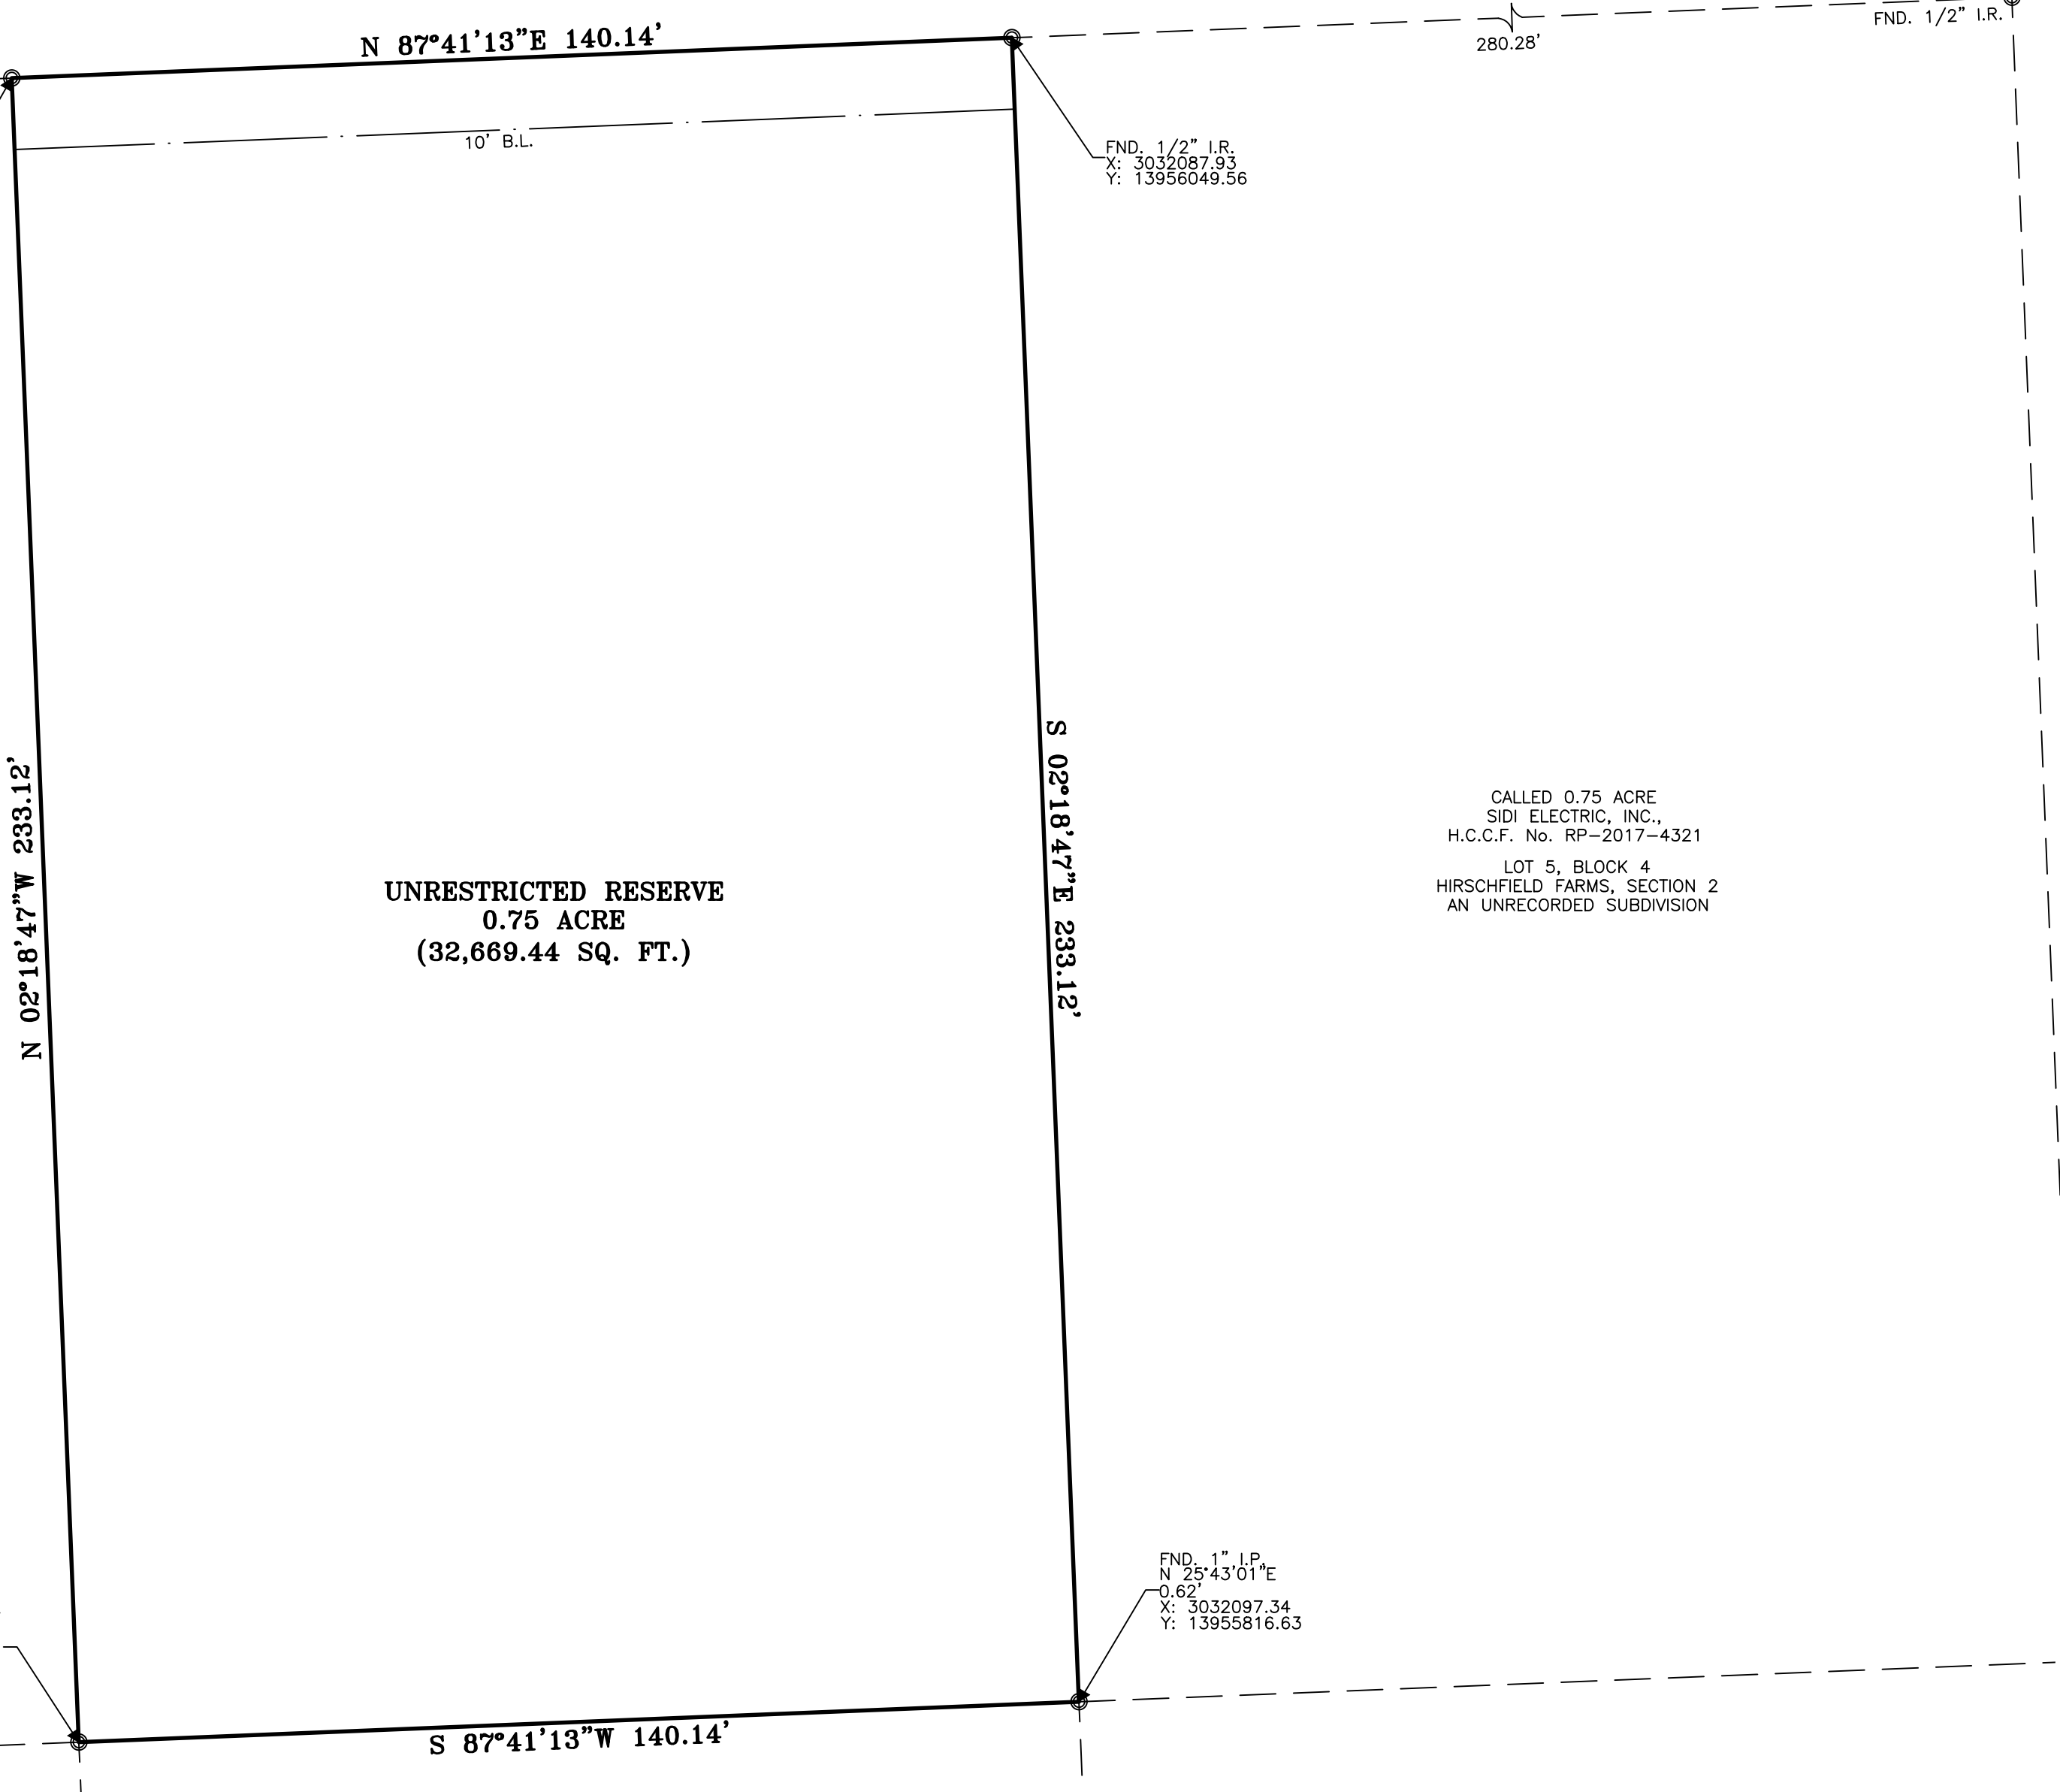 N 87°41'13"E 140.14'
280.28'
FND. 1/2" I.R.
10' B.L.
FND. 1/2" I.R.
X: 3032087.93
Y: 13956049.56
N 02°18'47"W 233.12'
S 02°18'47"E 233.12'
UNRESTRICTED RESERVE
0.75 ACRE
(32,669.44 SQ. FT.)
CALLED 0.75 ACRE
SIDI ELECTRIC, INC.,
H.C.C.F. No. RP-2017-4321
LOT 5, BLOCK 4
HIRSCHFIELD FARMS, SECTION 2
AN UNRECORDED SUBDIVISION
FND. 1" I.P.
N 25°43'01"E
0.62'
X: 3032097.34
Y: 13955816.63
S 87°41'13"W 140.14'